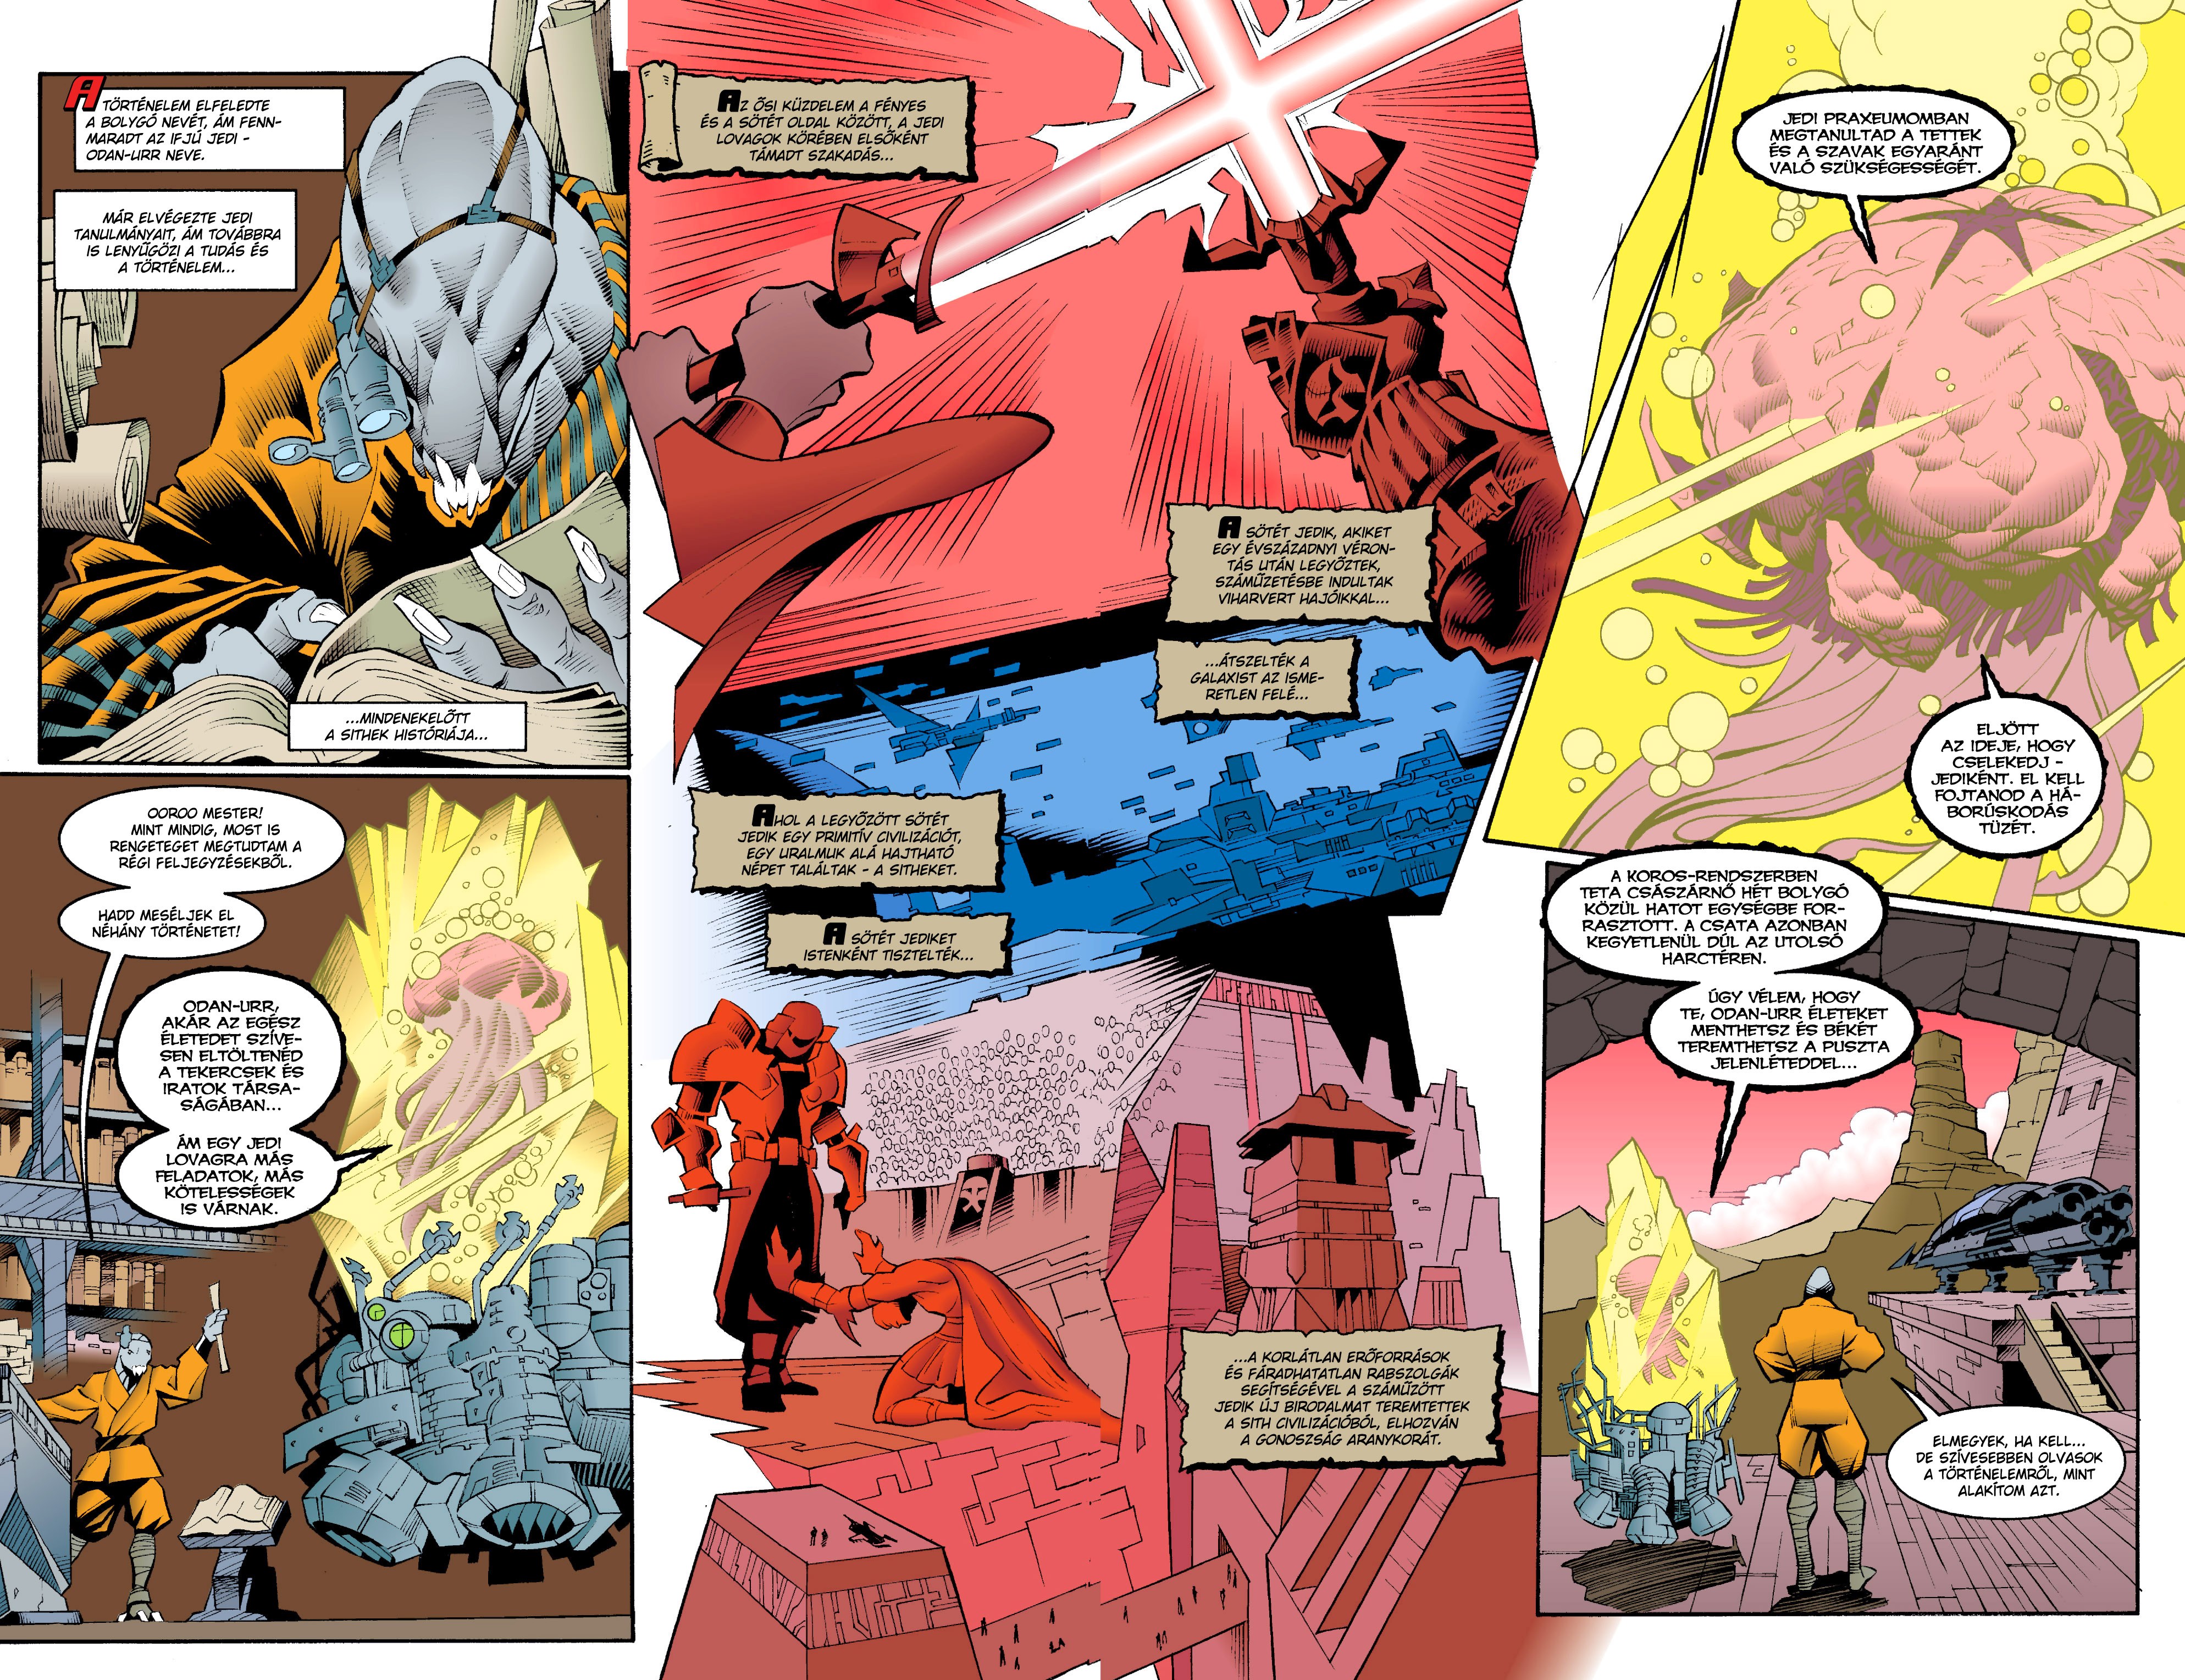 A TÖRTÉNELEM ELFELEDTE
A BOLYGÓ NEVÉT, ÁM FENN-
MARADT AZ IFJÚ JEDI -
ODAN-URR NEVE.
MÁR ELVÉGEZTE JEDI
TANULMÁNYAIT, ÁM TOVÁBBRA
IS LENYŰGÖZI A TUDÁS ÉS
A TÖRTÉNELEM...
...MINDENEKELŐTT
A SITHEK HISTÓRIÁJA...
OOROO MESTER!
MINT MINDIG, MOST IS
RENGETEGET MEGTUDTAM A
RÉGI FELJEGYZÉSEKBŐL.
HADD MESÉLJEK EL
NÉHÁNY TÖRTÉNETET!
ODAN-URR,
AKÁR AZ EGÉSZ
ÉLETEDET SZÍVE-
SEN ELTÖLTENÉD
A TEKERCSEK ÉS
IRATOK TÁRSA-
SÁGÁBAN...
ÁM EGY JEDI
LOVAGRA MÁS
FELADATOK, MÁS
KÖTELESSÉGEK
IS VÁRNAK.
AZ ŐSI KÜZDELEM A FÉNYES
ÉS A SÖTÉT OLDAL KÖZÖTT, A JEDI
LOVAGOK KÖRÉBEN ELSŐKÉNT
TÁMADT SZAKADÁS...
A SÖTÉT JEDIK, AKIKET
EGY ÉVSZÁZADNYI VÉRON-
TÁS UTÁN LEGYŐZTEK,
SZÁMŰZETÉSBE INDULTAK
VIHARVERT HAJÓIKKAL...
...ÁTSZELTÉK A
GALAXIST AZ ISME-
RETLEN FELÉ...
AHOL A LEGYŐZÖTT SÖTÉT
JEDIK EGY PRIMITÍV CIVILIZÁCIÓT,
EGY URALMUK ALÁ HAJTHATÓ
NÉPET TALÁLTAK - A SITHEKET.
A SÖTÉT JEDIKET
ISTENKÉNT TISZTELTÉK...
...A KORLÁTLAN ERŐFORRÁSOK
ÉS FÁRADHATATLAN RABSZOLGÁK
SEGÍTSÉGÉVEL A SZÁMŰZÖTT
JEDIK ÚJ BIRODALMAT TEREMTETTEK
A SITH CIVILIZÁCIÓBÓL, ELHOZVÁN
A GONOSZSÁG ARANYKORÁT.
JEDI PRAXEUMOMBAN
MEGTANULTAD A TETTEK
ÉS A SZAVAK EGYARÁNT
VALÓ SZÜKSÉGESSÉGÉT.
ELJÖTT
AZ IDEJE, HOGY
CSELEKEDJ -
JEDIKÉNT. EL KELL
FOJTANOD A HÁ-
BORÚSKODÁS
TÜZÉT.
A KOROS-RENDSZERBEN
TETA CSÁSZÁRNŐ HÉT BOLYGÓ
KÖZÜL HATOT EGYSÉGBE FOR-
RASZTOTT. A CSATA AZONBAN
KEGYETLENÜL DÚL AZ UTOLSÓ
HARCTÉREN.
ÚGY VÉLEM, HOGY
TE, ODAN-URR ÉLETEKET
MENTHETSZ ÉS BÉKÉT
TEREMTHETSZ A PUSZTA
JELENLÉTEDDEL...
ELMEGYEK, HA KELL...
DE SZÍVESEBBEN OLVASOK
A TÖRTÉNELEMRŐL, MINT
ALAKÍTOM AZT.